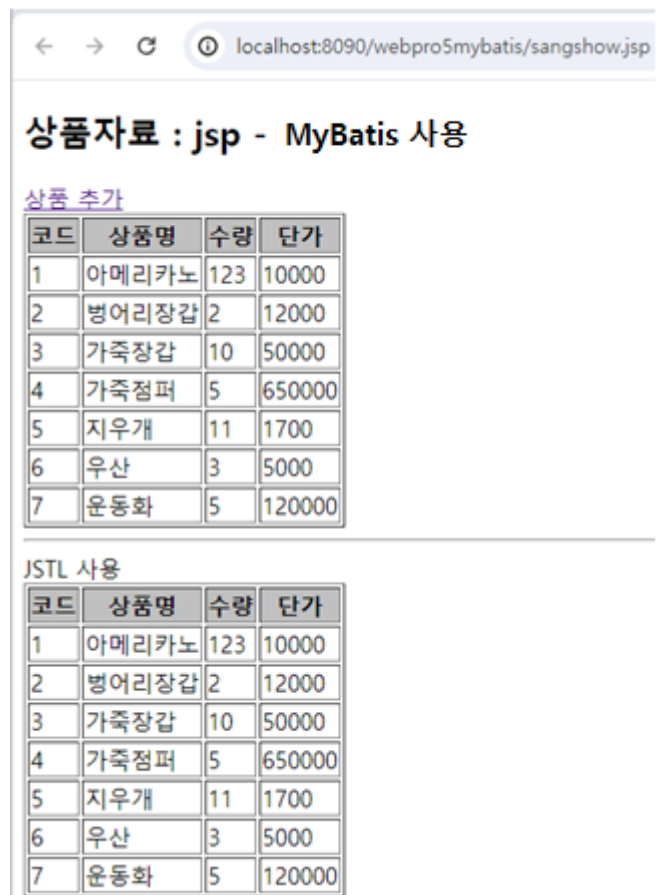 localhost:8090/webpro5mybatis/sangshow.jsp
상품자료 : jsp - MyBatis 사용
상품 추가
코드 상품명 수량 단가
1 아메리카노 123 10000
2 벙어리장갑 2 12000
3 가죽장갑 10 50000
4 가죽점퍼 5 650000
5 지우개 11 1700
6 우산 3 5000
7 운동화 5 120000
JSTL 사용
코드 상품명 수량 단가
1 아메리카노 123 10000
2 벙어리장갑 2 12000
3 가죽장갑 10 50000
4 가죽점퍼 5 650000
5 지우개 11 1700
6 우산 3 5000
7 운동화 5 120000